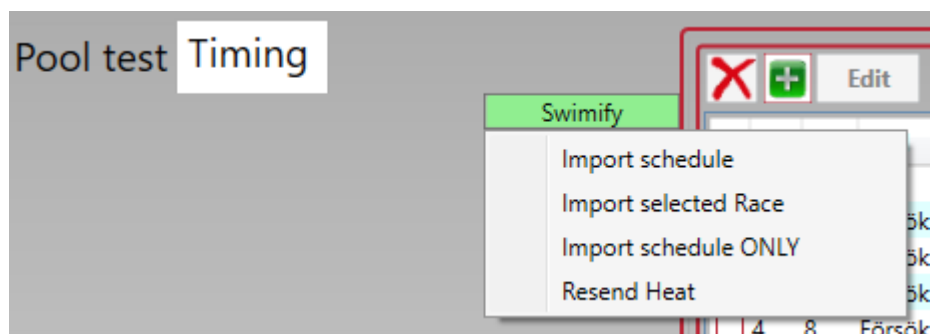 Pool test Timing
Edit
Swimify
Import schedule
Import selected Race
Import schedule ONLY
Resend Heat
4 8 Försök